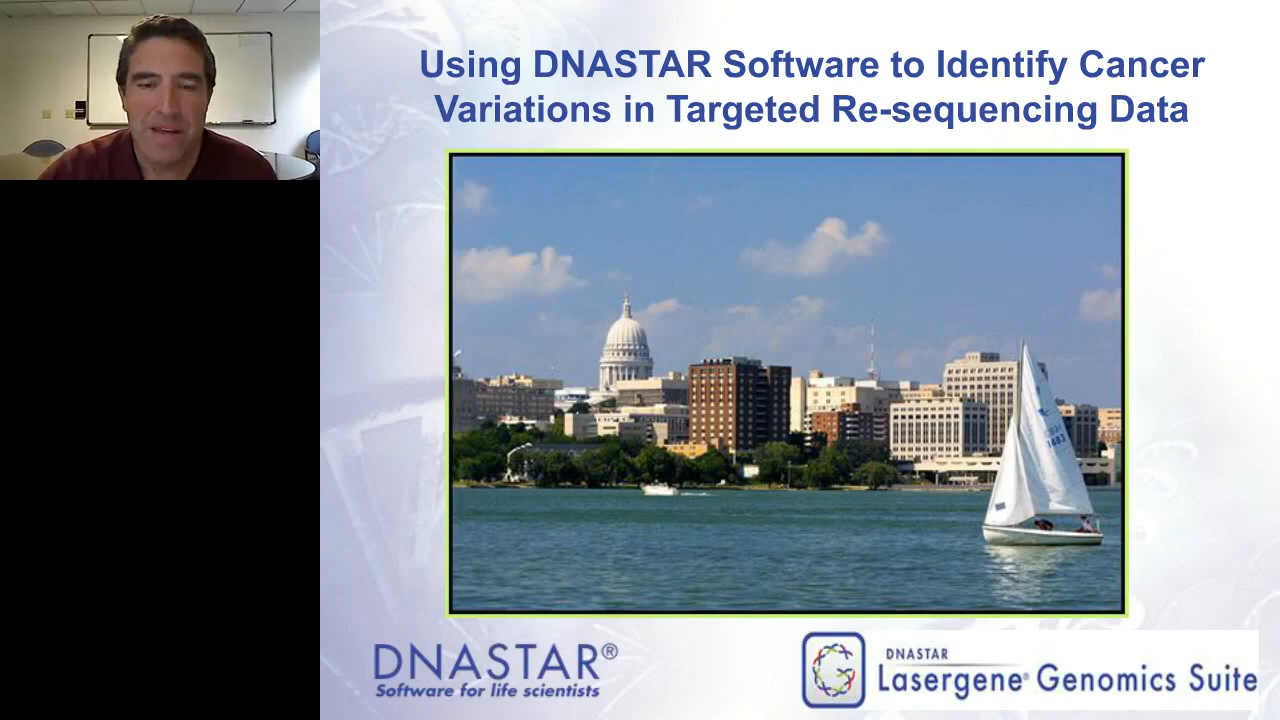 Using DNASTAR Software to Identify Cancer
Variations in Targeted Re-sequencing Data
DNASTAR®
Software for life scientists
DNASTAR
Lasergene® Genomics Suite